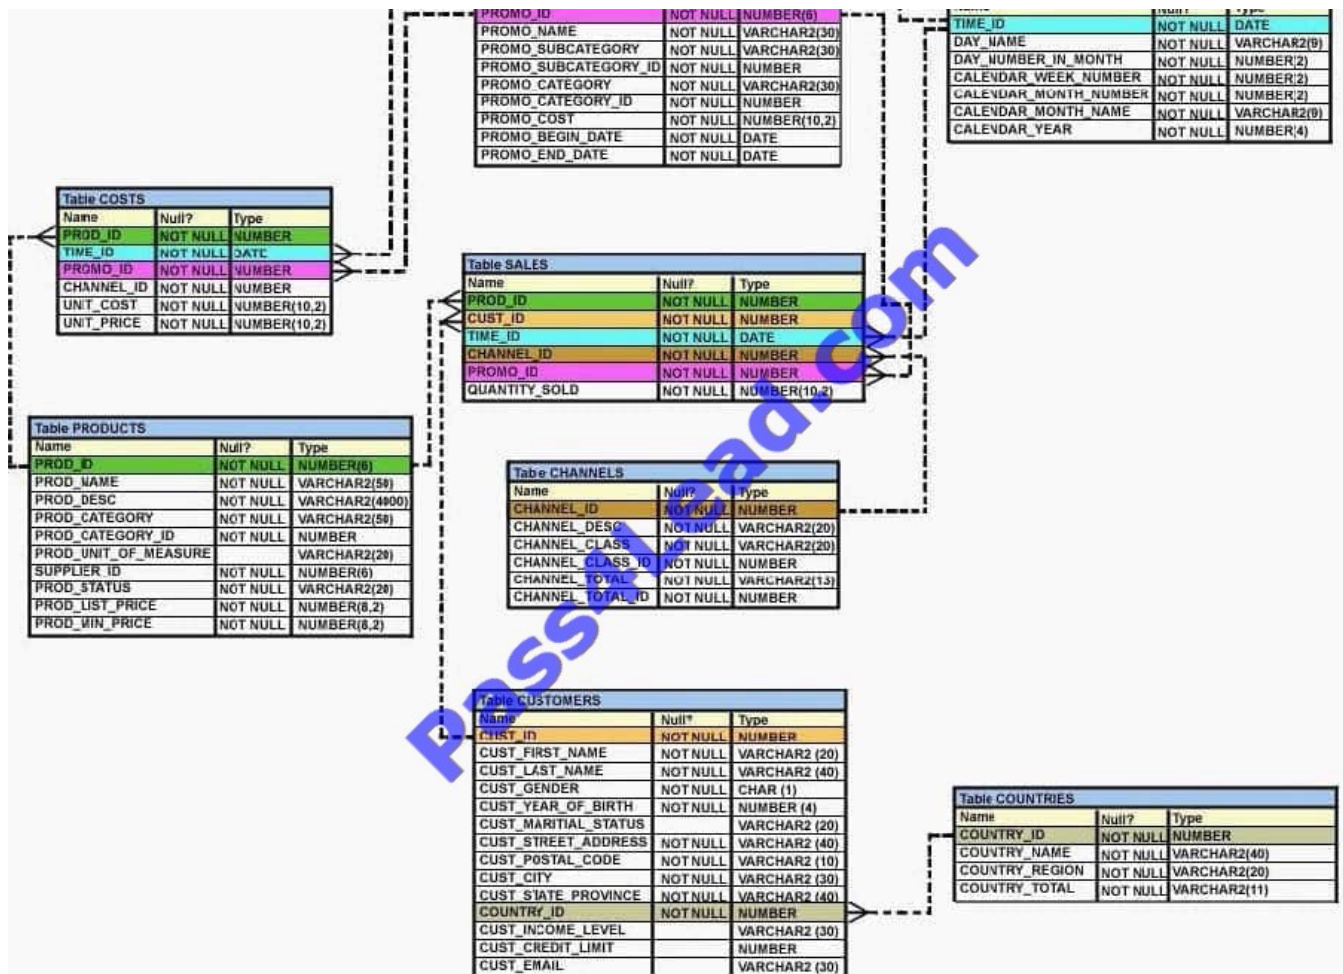 PROMO_ID NOT NULL NUMBER(6)
PROMO_NAME NOT NULL VARCHAR2(30)
PROMO_SUBCATEGORY NOT NULL VARCHAR2(30)
PROMO_SUBCATEGORY_ID NOT NULL NUMBER
PROMO_CATEGORY NOT NULL VARCHAR2(30)
PROMO_CATEGORY_ID NOT NULL NUMBER
PROMO_COST NOT NULL NUMBER(10,2)
PROMO_BEGIN_DATE NOT NULL DATE
PROMO_END_DATE NOT NULL DATE
Name Null? Type
TIME_ID NOT NULL DATE
DAY_NAME NOT NULL VARCHAR2(9)
DAY_NUMBER_IN_MONTH NOT NULL NUMBER(2)
CALENDAR_WEEK_NUMBER NOT NULL NUMBER(2)
CALENDAR_MONTH_NUMBER NOT NULL NUMBER(2)
CALENDAR_MONTH_NAME NOT NULL VARCHAR2(9)
CALENDAR_YEAR NOT NULL NUMBER(4)
Table COSTS
Name Null? Type
PROD_ID NOT NULL NUMBER
TIME_ID NOT NULL DATE
PROMO_ID NOT NULL NUMBER
CHANNEL_ID NOT NULL NUMBER
UNIT_COST NOT NULL NUMBER(10,2)
UNIT_PRICE NOT NULL NUMBER(10,2)
Table SALES
Name Null? Type
PROD_ID NOT NULL NUMBER
CUST_ID NOT NULL NUMBER
TIME_ID NOT NULL DATE
CHANNEL_ID NOT NULL NUMBER
PROMO_ID NOT NULL NUMBER
QUANTITY_SOLD NOT NULL NUMBER(10,2)
Table PRODUCTS
Name Null? Type
PROD_ID NOT NULL NUMBER(6)
PROD_NAME NOT NULL VARCHAR2(50)
PROD_DESC NOT NULL VARCHAR2(4000)
PROD_CATEGORY NOT NULL VARCHAR2(50)
PROD_CATEGORY_ID NOT NULL NUMBER
PROD_UNIT_OF_MEASURE VARCHAR2(20)
SUPPLIER_ID NOT NULL NUMBER(6)
PROD_STATUS NOT NULL VARCHAR2(20)
PROD_LIST_PRICE NOT NULL NUMBER(8,2)
PROD_MIN_PRICE NOT NULL NUMBER(8,2)
Table CHANNELS
Name Null? Type
CHANNEL_ID NOT NULL NUMBER
CHANNEL_DESC NOT NULL VARCHAR2(20)
CHANNEL_CLASS NOT NULL VARCHAR2(20)
CHANNEL_CLASS_ID NOT NULL NUMBER
CHANNEL_TOTAL NOT NULL VARCHAR2(13)
CHANNEL_TOTAL_ID NOT NULL NUMBER
Table CUSTOMERS
Name Null? Type
CUST_ID NOT NULL NUMBER
CUST_FIRST_NAME NOT NULL VARCHAR2 (20)
CUST_LAST_NAME NOT NULL VARCHAR2 (40)
CUST_GENDER NOT NULL CHAR (1)
CUST_YEAR_OF_BIRTH NOT NULL NUMBER (4)
CUST_MARITIAL_STATUS VARCHAR2 (20)
CUST_STREET_ADDRESS NOT NULL VARCHAR2 (40)
CUST_POSTAL_CODE NOT NULL VARCHAR2 (10)
CUST_CITY NOT NULL VARCHAR2 (30)
CUST_STATE_PROVINCE NOT NULL VARCHAR2 (40)
COUNTRY_ID NOT NULL NUMBER
CUST_INCOME_LEVEL VARCHAR2 (30)
CUST_CREDIT_LIMIT NUMBER
CUST_EMAIL VARCHAR2 (30)
Table COUNTRIES
Name Null? Type
COUNTRY_ID NOT NULL NUMBER
COUNTRY_NAME NOT NULL VARCHAR2(40)
COUNTRY_REGION NOT NULL VARCHAR2(20)
COUNTRY_TOTAL NOT NULL VARCHAR2(11)
Pass4Lead.com